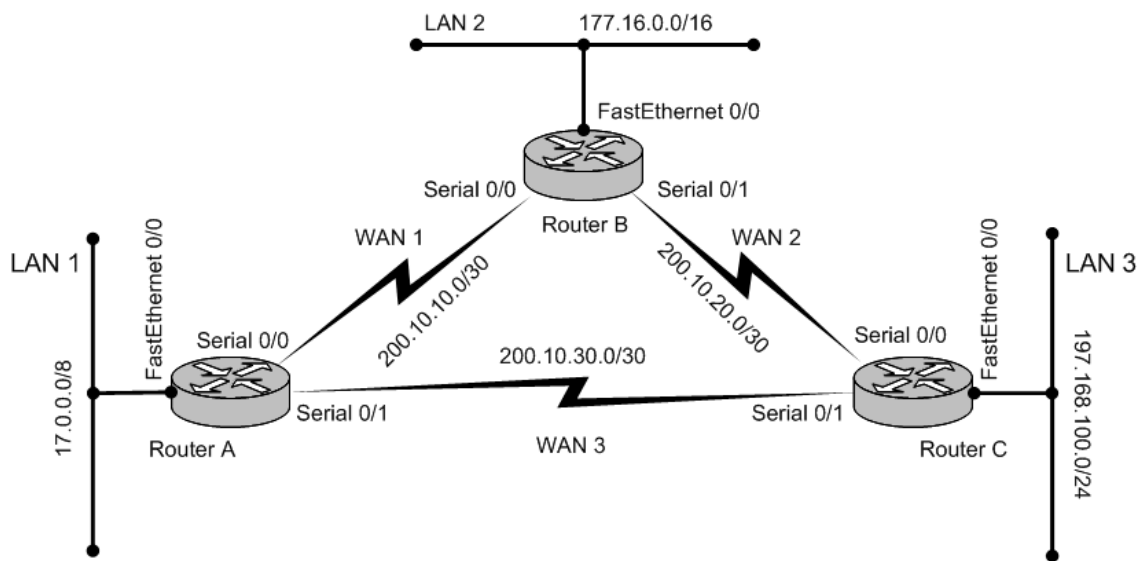 LAN 2
177.16.0.0/16
FastEthernet 0/0
Serial 0/0
Serial 0/1
Router B
WAN 1
200.10.10.0/30
WAN 2
200.10.20.0/30
LAN 1
17.0.0.0/8
FastEthernet 0/0
Serial 0/0
Serial 0/1
Router A
200.10.30.0/30
WAN 3
Serial 0/0
Serial 0/1
Router C
FastEthernet 0/0
LAN 3
197.168.100.0/24